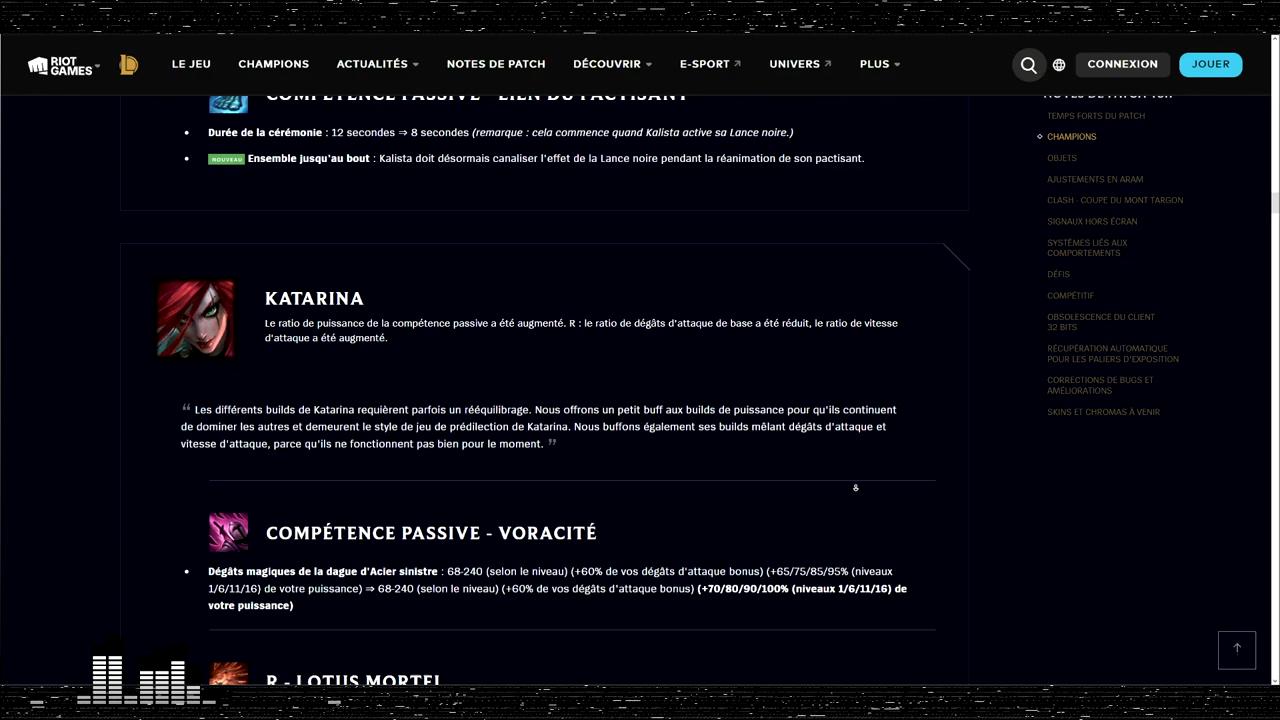 RIOT
GAMES
LE JEU
CHAMPIONS
ACTUALITÉS
NOTES DE PATCH
DÉCOUVRIR
E-SPORT
UNIVERS
PLUS
CONNEXION
JOUER
COMPÉTENCE PASSIVE - LIEN DU PACTISANT
Durée de la cérémonie : 12 secondes ⇒ 8 secondes (remarque : cela commence quand Kalista active sa Lance noire.)
NOUVEAU Ensemble jusqu'au bout : Kalista doit désormais canaliser l'effet de la Lance noire pendant la réanimation de son pactisant.
KATARINA
Le ratio de puissance de la compétence passive a été augmenté. R : le ratio de dégâts d'attaque de base a été réduit, le ratio de vitesse
d'attaque a été augmenté.
“ Les différents builds de Katarina requièrent parfois un rééquilibrage. Nous offrons un petit buff aux builds de puissance pour qu'ils continuent
de dominer les autres et demeurent le style de jeu de prédilection de Katarina. Nous buffons également ses builds mêlant dégâts d'attaque et
vitesse d'attaque, parce qu'ils ne fonctionnent pas bien pour le moment. ”
COMPÉTENCE PASSIVE - VORACITÉ
Dégâts magiques de la dague d'Acier sinistre : 68-240 (selon le niveau) (+60% de vos dégâts d'attaque bonus) (+65/75/85/95% (niveaux
1/6/11/16) de votre puissance) ⇒ 68-240 (selon le niveau) (+60% de vos dégâts d'attaque bonus) (+70/80/90/100% (niveaux 1/6/11/16) de
votre puissance)
R - LOTUS MORTEL
NOTES DE PATCH
TEMPS FORTS DU PATCH
CHAMPIONS
OBJETS
AJUSTEMENTS EN ARAM
CLASH - COUPE DU MONT TARGON
SIGNAUX HORS ÉCRAN
SYSTÈMES LIÉS AUX
COMPORTEMENTS
DÉFIS
COMPÉTITIF
OBSOLESCENCE DU CLIENT
32 BITS
RÉCUPÉRATION AUTOMATIQUE
POUR LES PALIERS D'EXPOSITION
CORRECTIONS DE BUGS ET
AMÉLIORATIONS
SKINS ET CHROMAS À VENIR